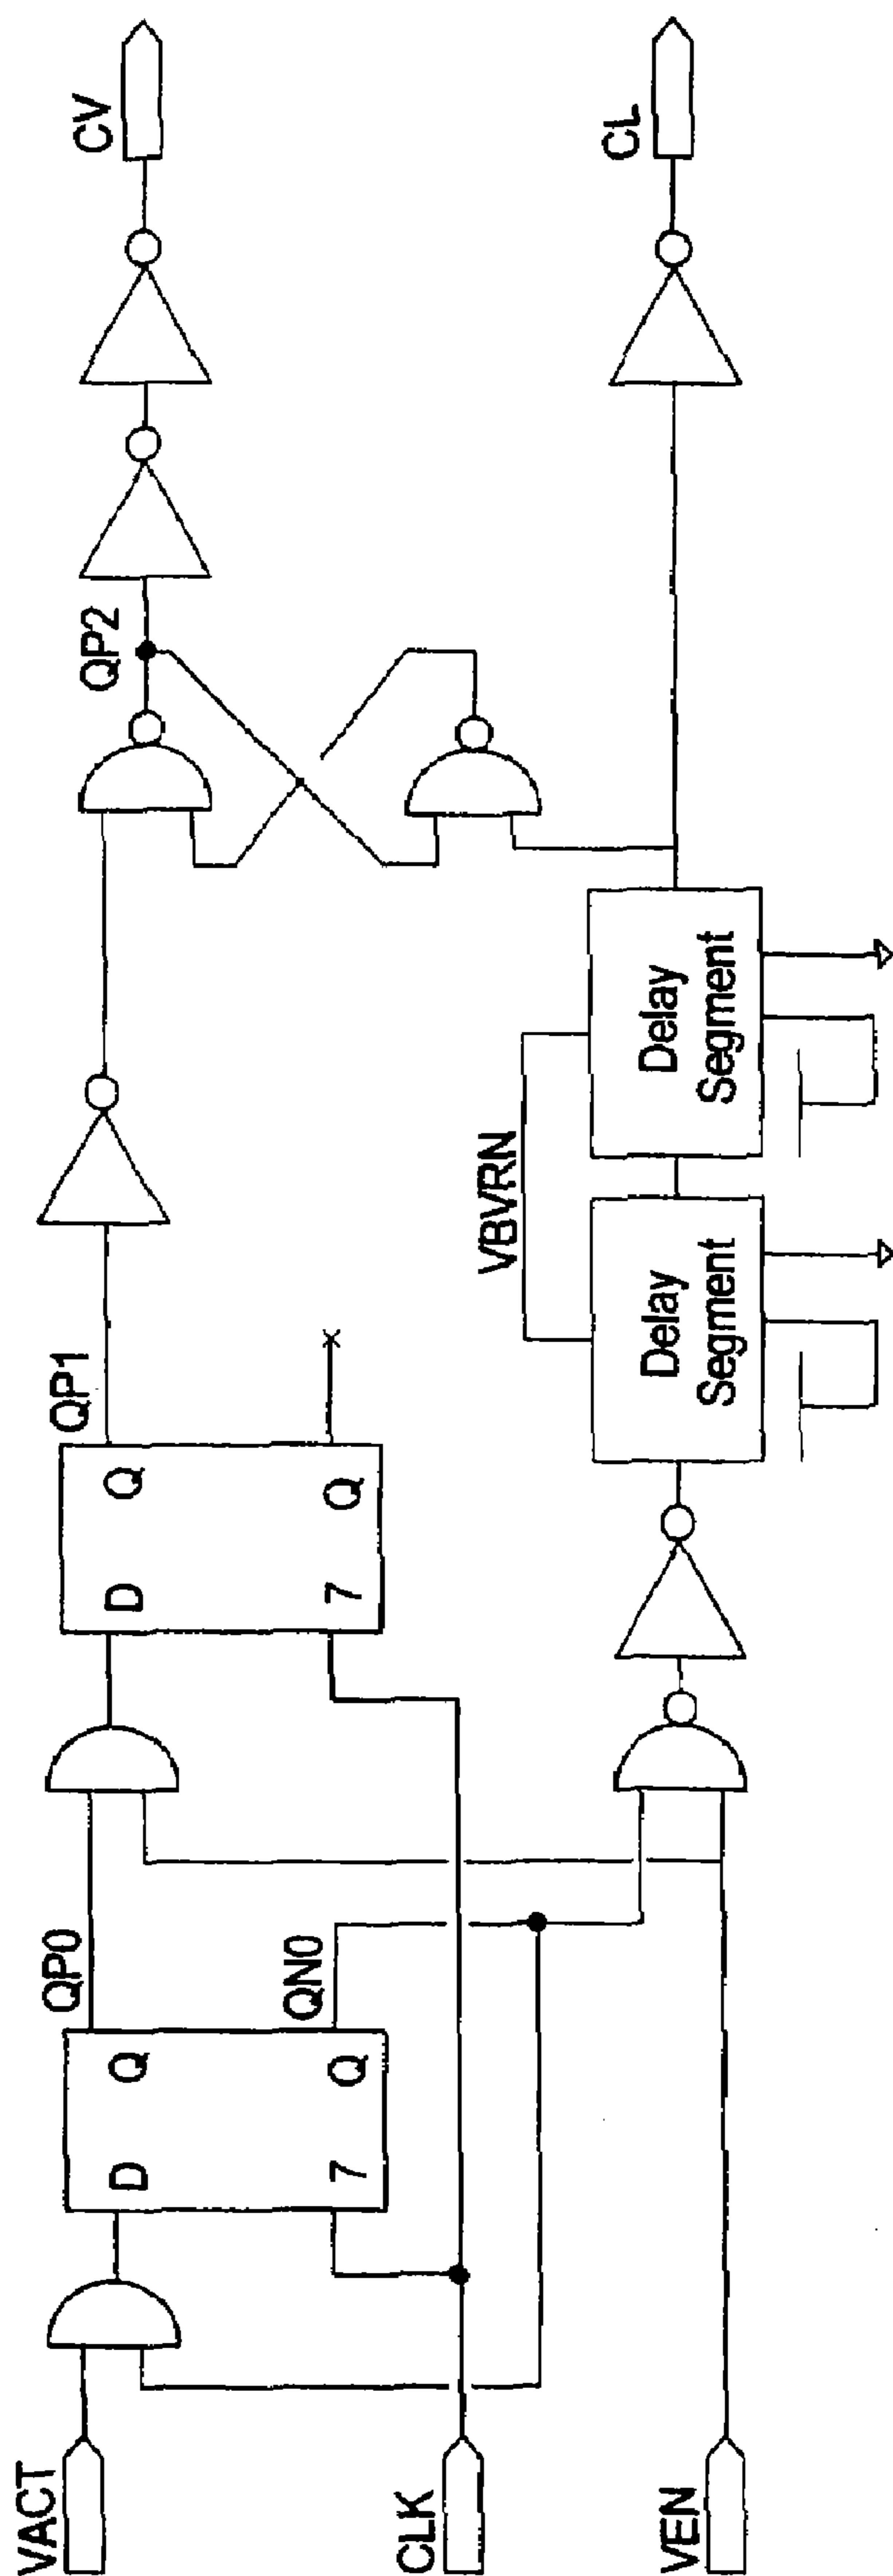 VACT
CLK
VEN
D
Q
7
Q
QP0
QN0
D
Q
7
Q
QP1
Delay
Segment
Delay
Segment
VBVRN
QP2
CV
CL